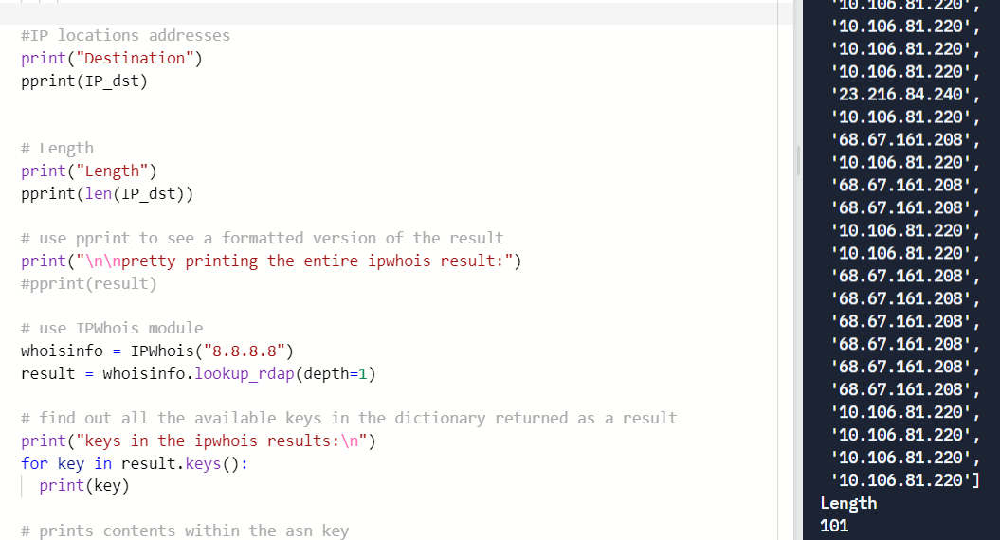 #IP locations addresses
print("Destination")
pprint(IP_dst)
# Length
print("Length")
pprint(len(IP_dst))
# use pprint to see a formatted version of the result
print("\n\npretty printing the entire ipwhois result:")
#pprint(result)
# use IPWhois module
whoisinfo = IPWhois("8.8.8.8")
result = whoisinfo.lookup_rdap(depth=1)
# find out all the available keys in the dictionary returned as a result
print("keys in the ipwhois results:\n")
for key in result.keys():
print(key)
# prints contents within the asn key
'10.106.81.220',
'10.106.81.220',
'10.106.81.220',
'10.106.81.220',
'23.216.84.240',
'10.106.81.220',
'68.67.161.208',
'10.106.81.220',
'68.67.161.208',
'68.67.161.208',
'10.106.81.220',
'10.106.81.220',
'68.67.161.208',
'68.67.161.208',
'68.67.161.208',
'68.67.161.208',
'68.67.161.208',
'68.67.161.208',
'10.106.81.220',
'10.106.81.220',
'10.106.81.220',
'10.106.81.220']
Length
101